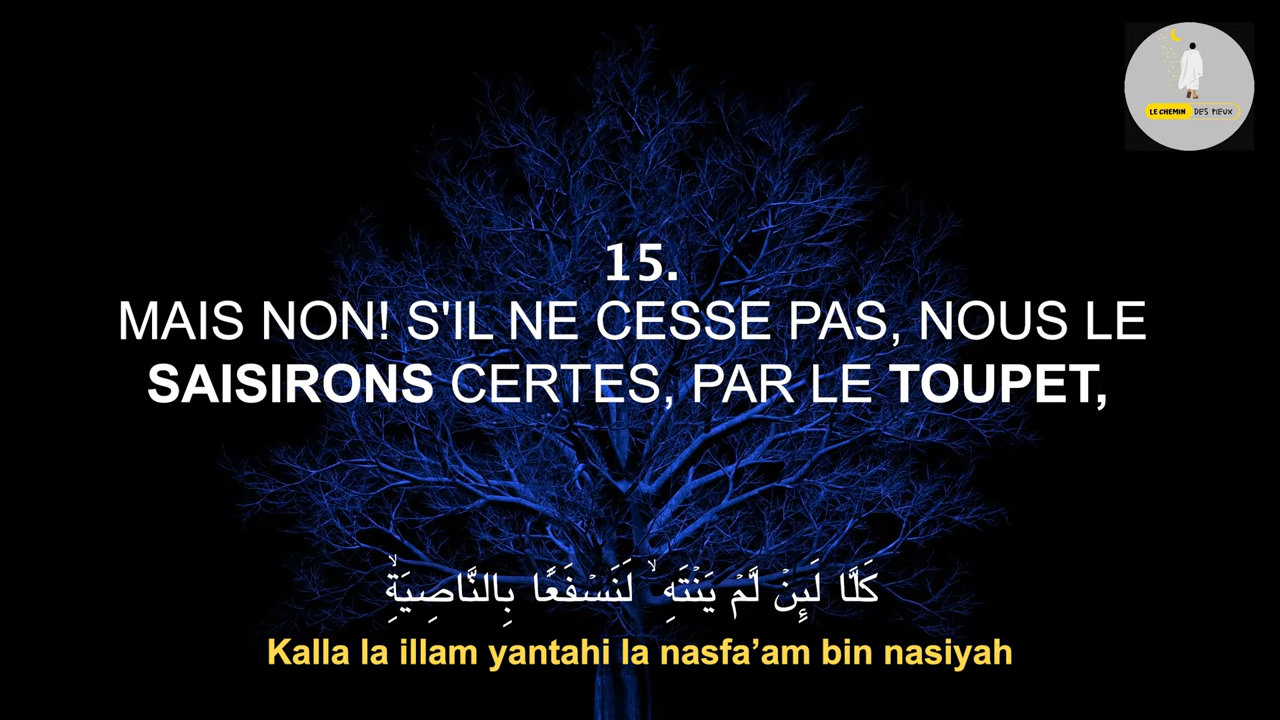 LE CHEMIN DES PIEUX
15.
MAIS NON! S'IL NE CESSE PAS, NOUS LE
SAISIRONS CERTES, PAR LE TOUPET,
كَلَّا لَىِٕنْ لَّمْ يَنْتَهِ ۙ لَنَسْفَعًۢا بِالنَّاصِيَةِۙ
Kalla la illam yantahi la nasfa’am bin nasiyah